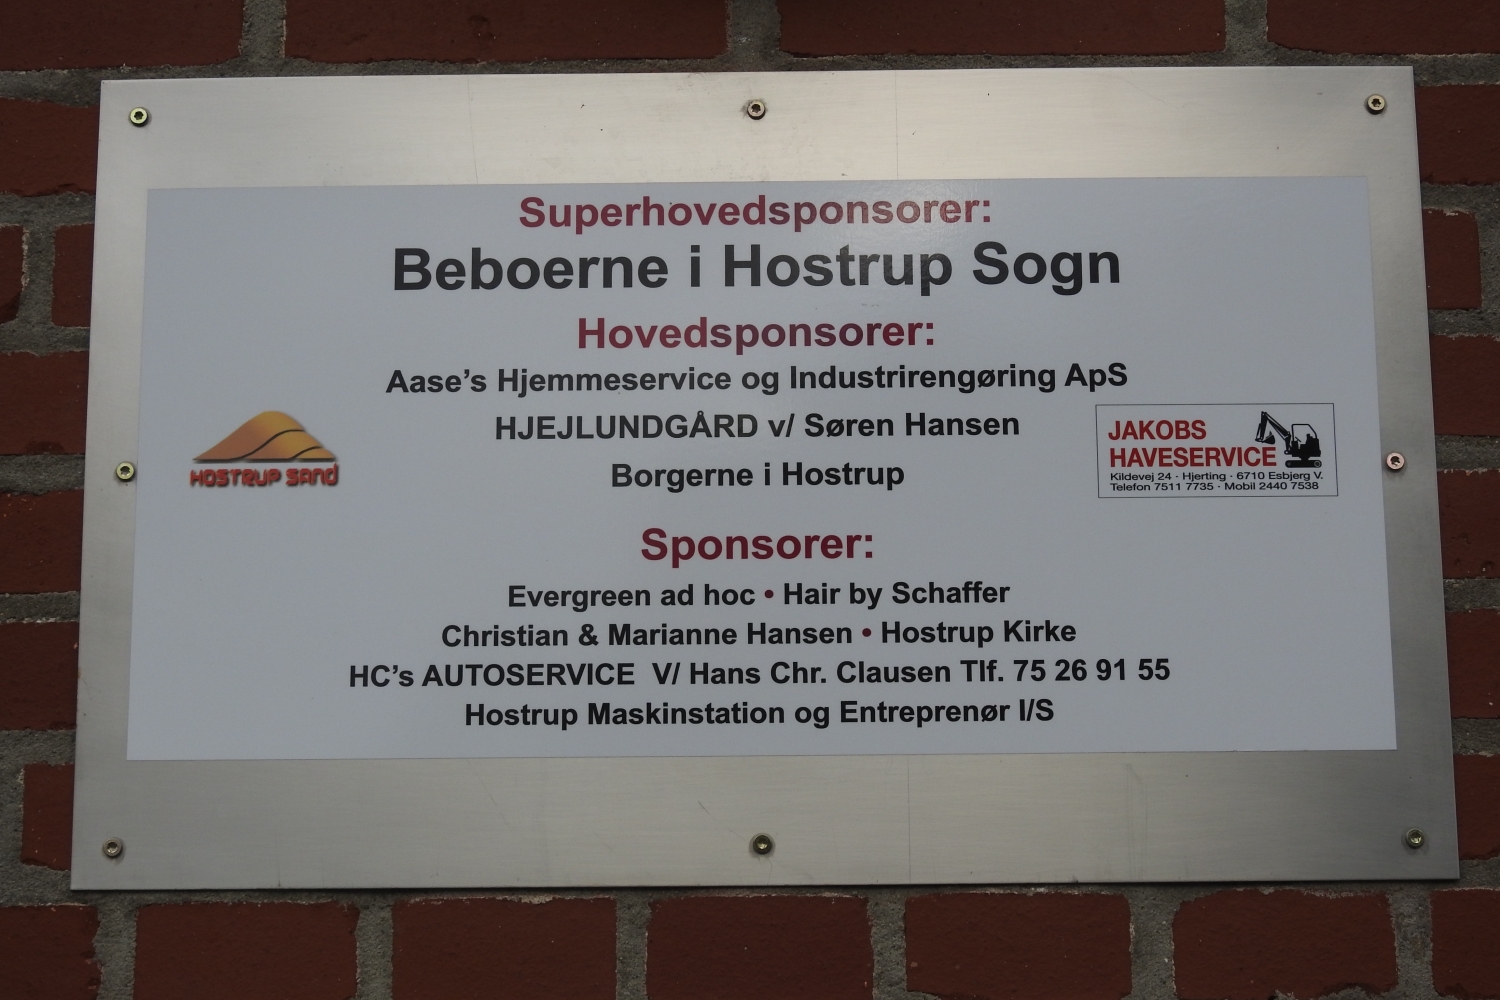 Superhovedsponsorer:
Beboerne i Hostrup Sogn
Hovedsponsorer:
Aase's Hjemmeservice og Industrirengøring ApS
HJEJLUNDGÅRD v/ Søren Hansen
Borgerne i Hostrup
HOSTRUP SAND
JAKOBS
HAVESERVICE
Kildevej 24 · Hjerting · 6710 Esbjerg V.
Telefon 7511 7735 · Mobil 2440 7538
Sponsorer:
Evergreen ad hoc • Hair by Schaffer
Christian & Marianne Hansen • Hostrup Kirke
HC's AUTOSERVICE V/ Hans Chr. Clausen Tlf. 75 26 91 55
Hostrup Maskinstation og Entreprenør I/S